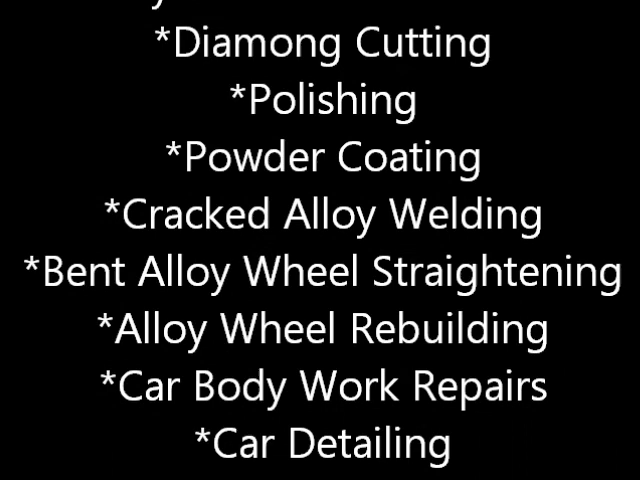 *Diamong Cutting
*Polishing
*Powder Coating
*Cracked Alloy Welding
*Bent Alloy Wheel Straightening
*Alloy Wheel Rebuilding
*Car Body Work Repairs
*Car Detailing